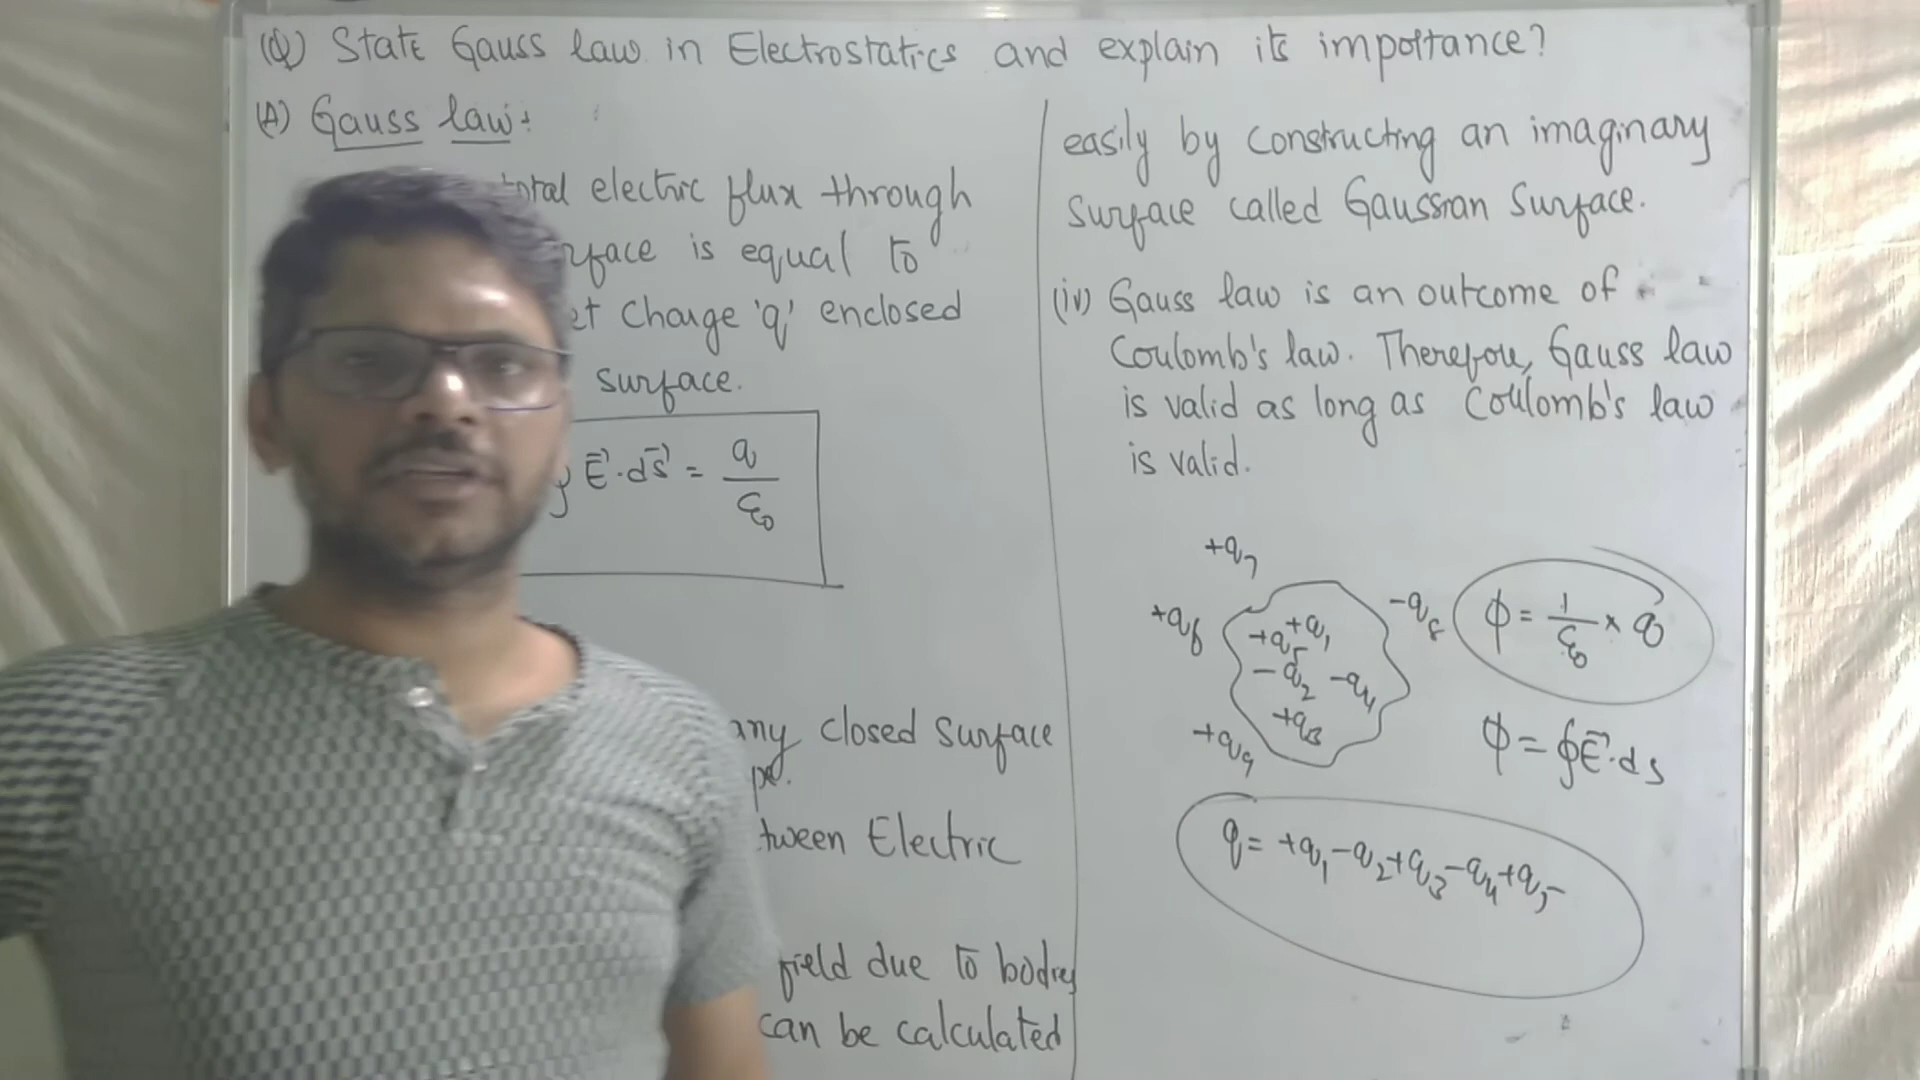 (Q) State Gauss law in Electrostatics and explain its importance?
(A) Gauss law:
total electric flux through
is equal to
charge 'q' enclosed
surface.
E⃗·ds⃗ = q/ε₀
any closed surface
Electric
field due to bodies
can be calculated
easily by constructing an imaginary
surface called Gaussian surface.
(iv) Gauss law is an outcome of
Coulomb's law. Therefore, Gauss law
is valid as long as Coulomb's law
is valid.
+q₇
+q₆
-q₈
+q₁
+q₅
-q₂ -q₄
+q₃
+q₉
ϕ = 1/ε₀ × q
ϕ = ∮E⃗·ds
q = +q₁-q₂+q₃-q₄+q₅